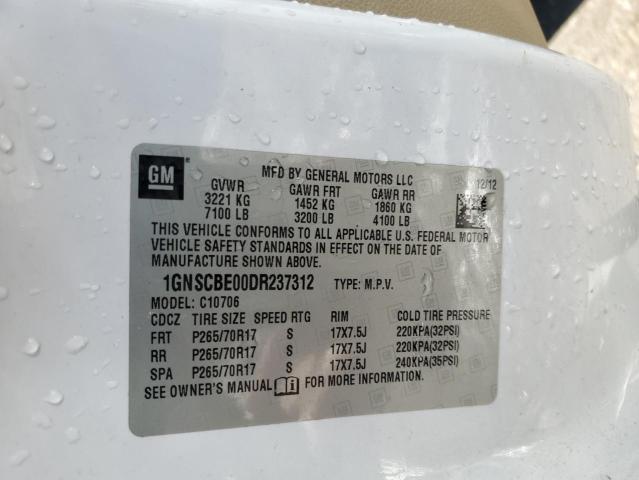 GM
MFD BY GENERAL MOTORS LLC
12/12
GVWR GAWR FRT GAWR RR
3221 KG 1452 KG 1860 KG
7100 LB 3200 LB 4100 LB
THIS VEHICLE CONFORMS TO ALL APPLICABLE U.S. FEDERAL MOTOR
VEHICLE SAFETY STANDARDS IN EFFECT ON THE DATE OF
MANUFACTURE SHOWN ABOVE.
1GNSCBE00DR237312 TYPE: M.P.V.
MODEL: C10706
CDCZ TIRE SIZE SPEED RTG RIM COLD TIRE PRESSURE
FRT P265/70R17 S 17X7.5J 220KPA(32PSI)
RR P265/70R17 S 17X7.5J 220KPA(32PSI)
SPA P265/70R17 S 17X7.5J 240KPA(35PSI)
SEE OWNER'S MANUAL FOR MORE INFORMATION